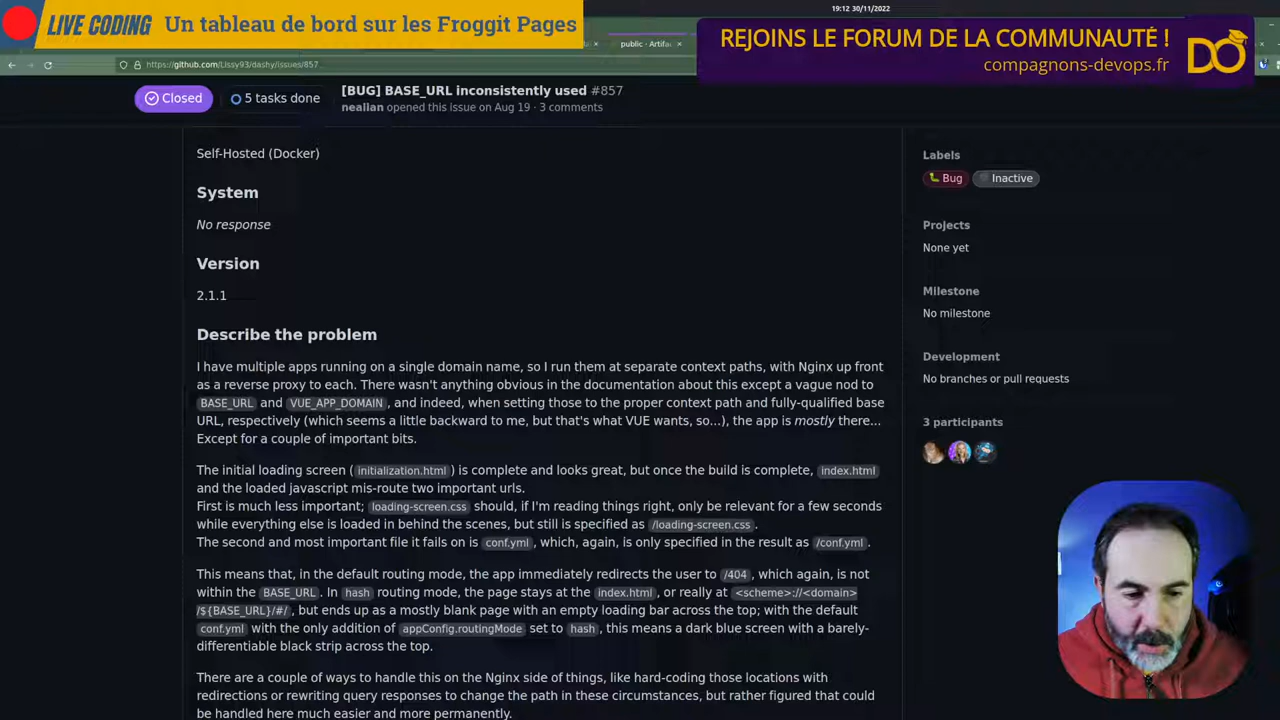 19:12 30/11/2022
LIVE CODING
Un tableau de bord sur les Froggit Pages
REJOINS LE FORUM DE LA COMMUNAUTÉ !
compagnons-devops.fr
DO
public · Artifa
https://github.com/Lissy93/dashy/issues/857
Closed
5 tasks done
[BUG] BASE_URL inconsistently used #857
neallan opened this issue on Aug 19 · 3 comments
Self-Hosted (Docker)
System
No response
Version
2.1.1
Describe the problem
I have multiple apps running on a single domain name, so I run them at separate context paths, with Nginx up front
as a reverse proxy to each. There wasn't anything obvious in the documentation about this except a vague nod to
BASE_URL and VUE_APP_DOMAIN, and indeed, when setting those to the proper context path and fully-qualified base
URL, respectively (which seems a little backward to me, but that's what VUE wants, so...), the app is mostly there...
Except for a couple of important bits.
The initial loading screen (initialization.html) is complete and looks great, but once the build is complete, index.html
and the loaded javascript mis-route two important urls.
First is much less important; loading-screen.css should, if I'm reading things right, only be relevant for a few seconds
while everything else is loaded in behind the scenes, but still is specified as /loading-screen.css.
The second and most important file it fails on is conf.yml, which, again, is only specified in the result as /conf.yml.
This means that, in the default routing mode, the app immediately redirects the user to /404, which again, is not
within the BASE_URL. In hash routing mode, the page stays at the index.html, or really at <scheme>://<domain>
/${BASE_URL}/#/, but ends up as a mostly blank page with an empty loading bar across the top; with the default
conf.yml with the only addition of appConfig.routingMode set to hash, this means a dark blue screen with a barely-
differentiable black strip across the top.
There are a couple of ways to handle this on the Nginx side of things, like hard-coding those locations with
redirections or rewriting query responses to change the path in these circumstances, but rather figured that could
be handled here much easier and more permanently.
Labels
Bug
Inactive
Projects
None yet
Milestone
No milestone
Development
No branches or pull requests
3 participants